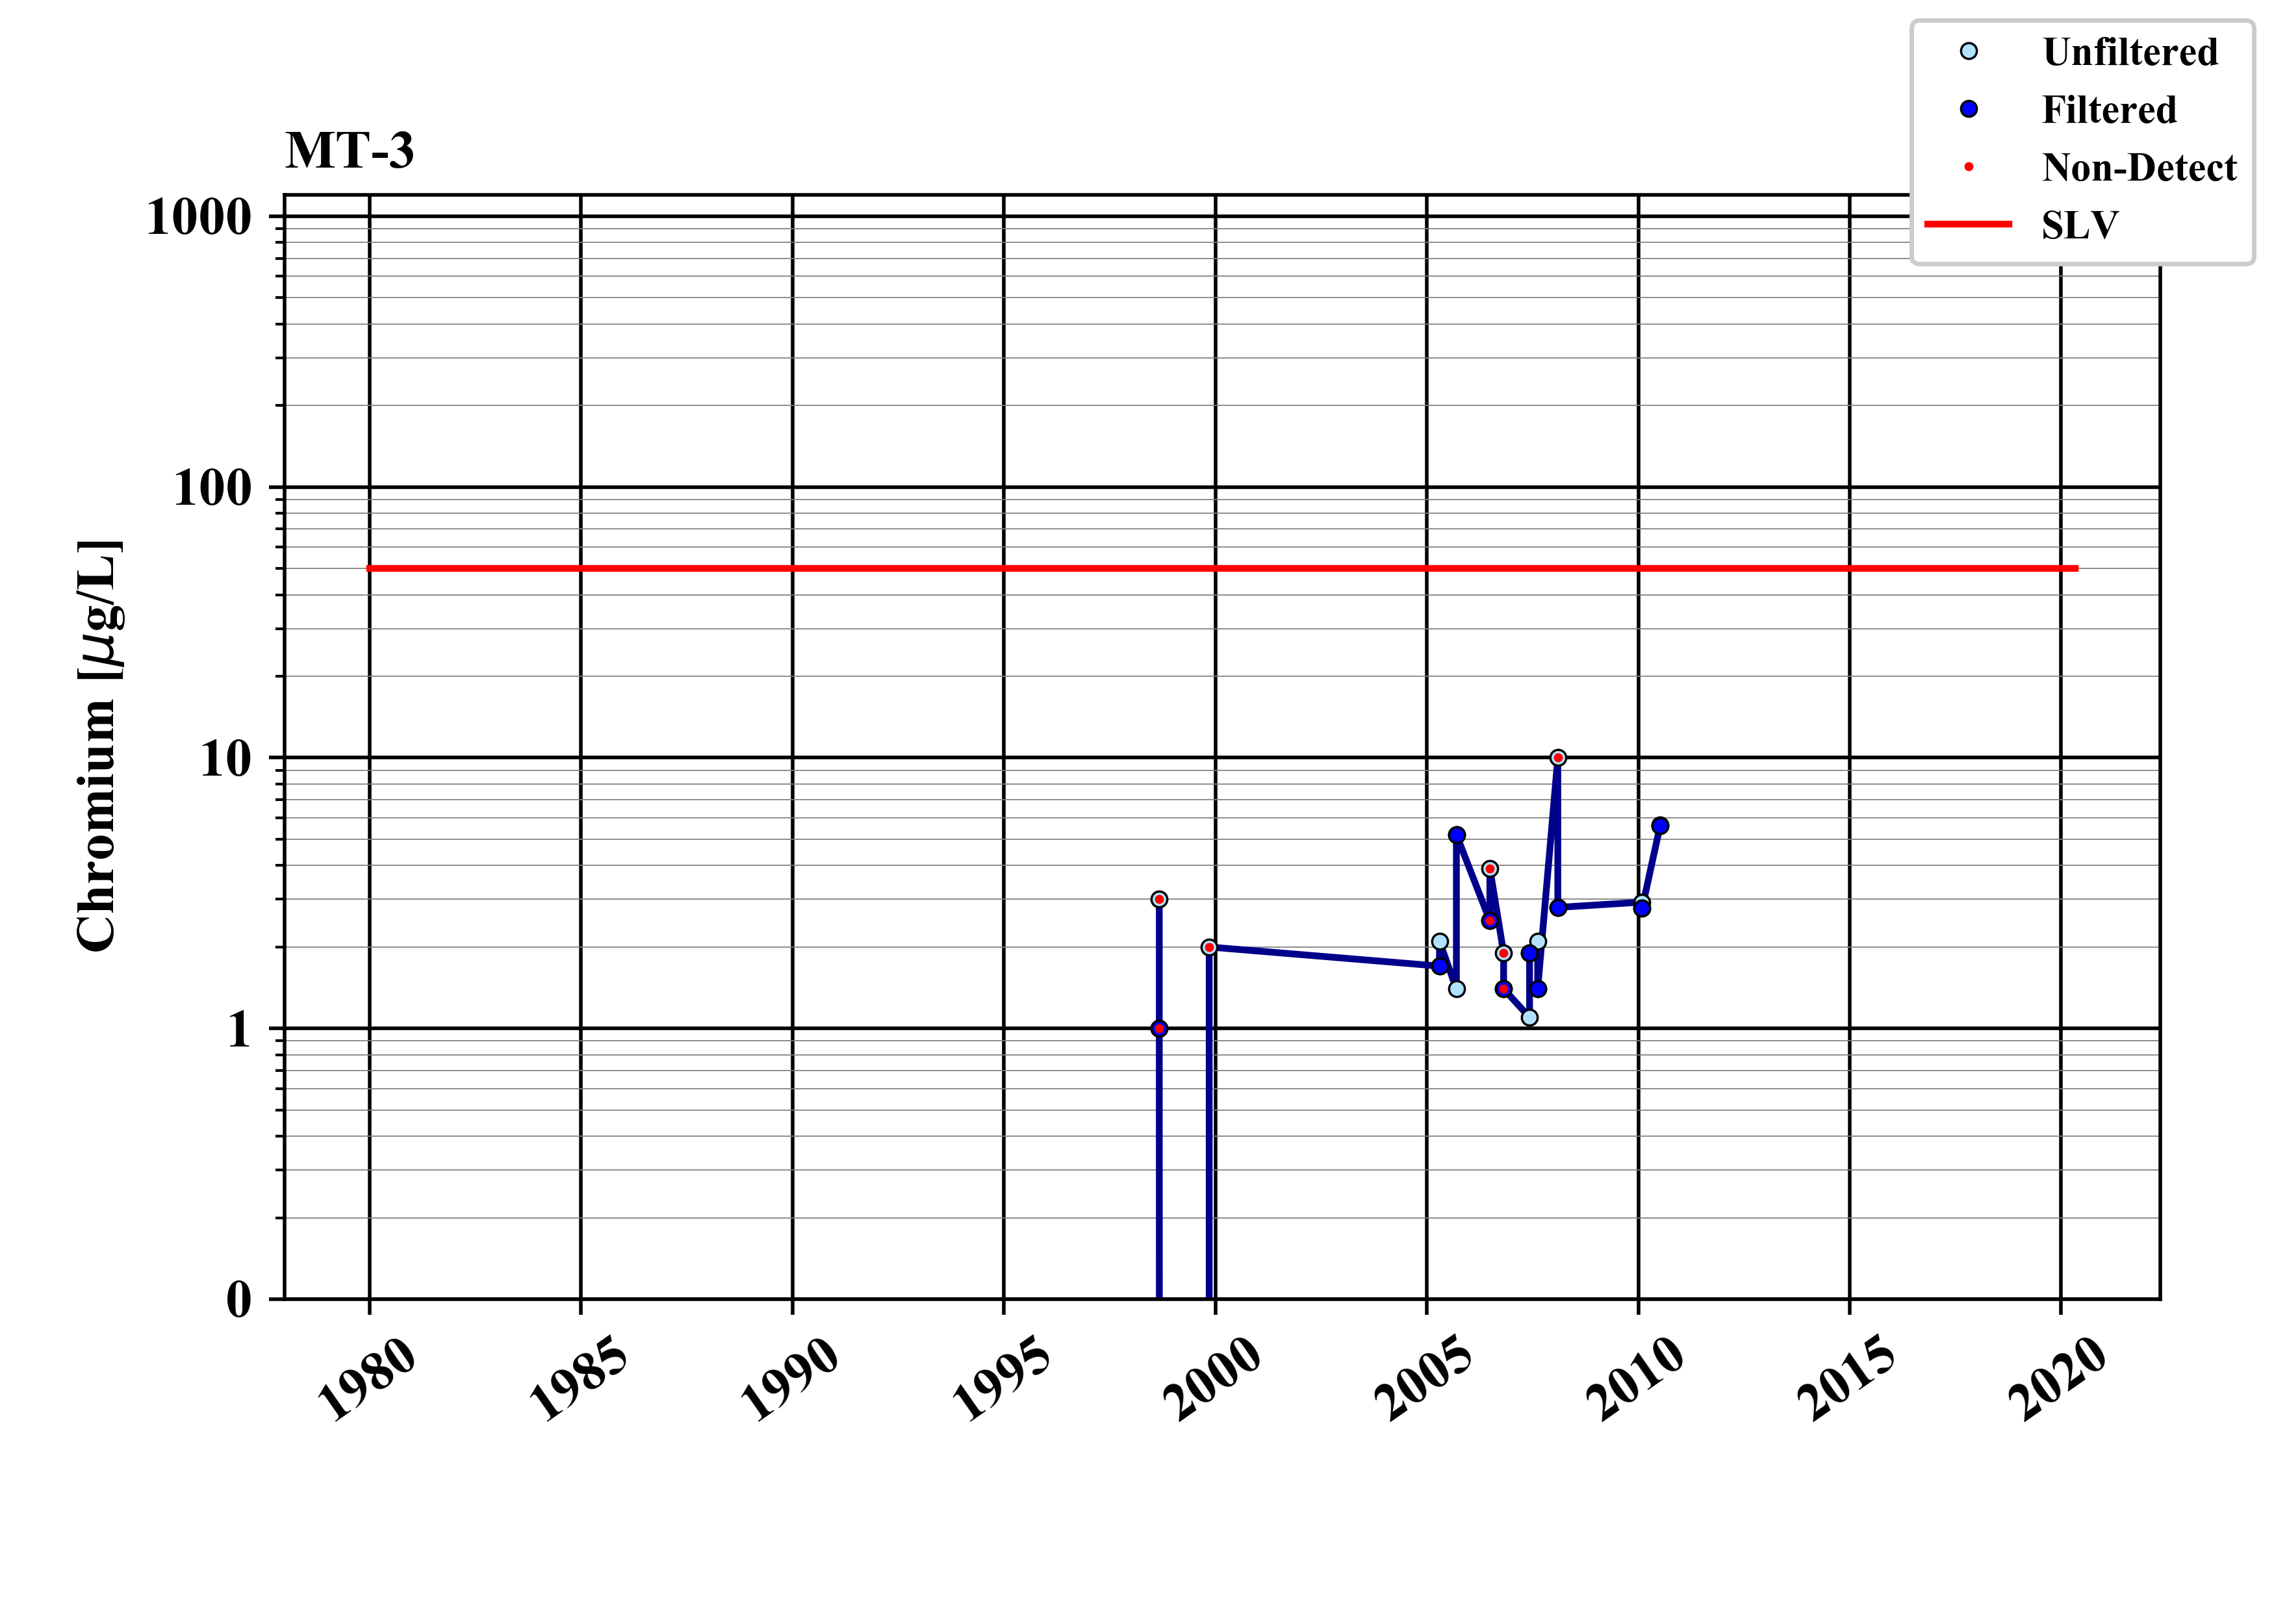 Unfiltered
Filtered
Non-Detect
SLV
MT-3
1000
100
10
1
0
Chromium [μg/L]
1980 1985 1990 1995 2000 2005 2010 2015 2020